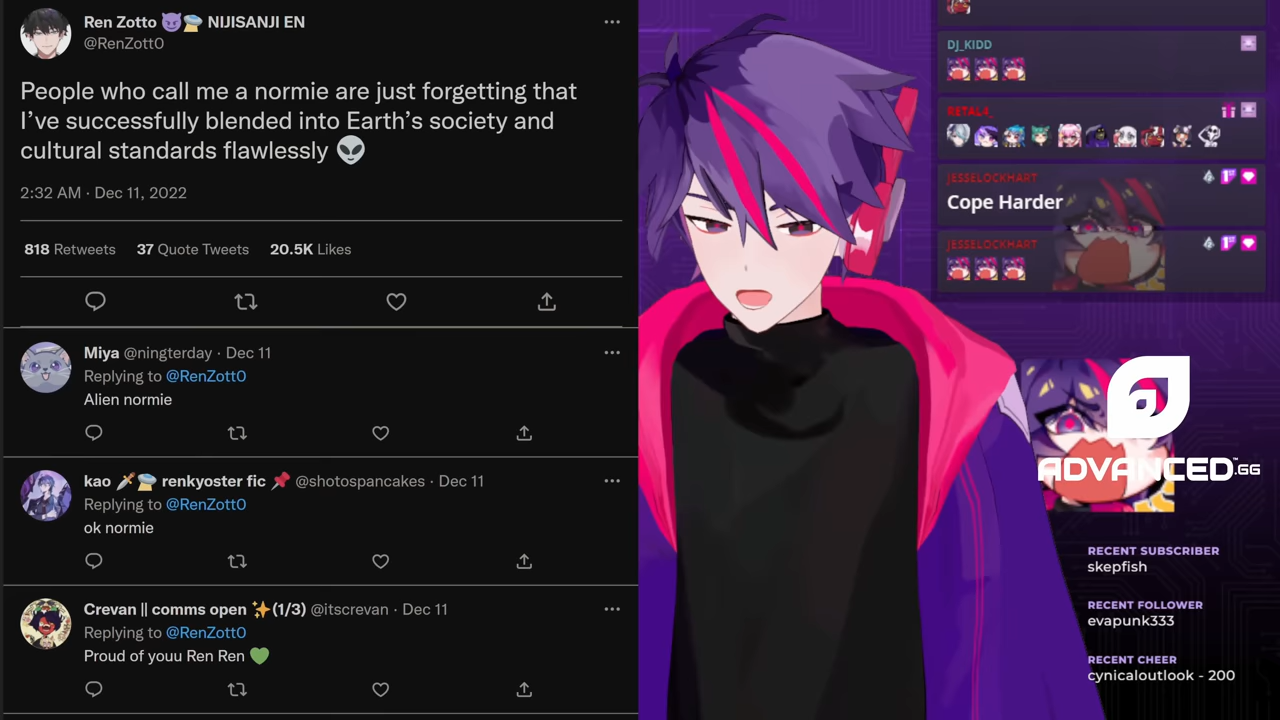 Ren Zotto 😈🛸 NIJISANJI EN
@RenZott0
People who call me a normie are just forgetting that
I’ve successfully blended into Earth’s society and
cultural standards flawlessly 👽
2:32 AM · Dec 11, 2022
818 Retweets 37 Quote Tweets 20.5K Likes
Miya @ningterday · Dec 11
Replying to @RenZott0
Alien normie
kao 🗡️🛸 renkyoster fic 📌 @shotospancakes · Dec 11
Replying to @RenZott0
ok normie
Crevan || comms open ✨(1/3) @itscrevan · Dec 11
Replying to @RenZott0
Proud of youu Ren Ren 💚
DJ_KIDD
RETAL4_
JESSELOCKHART
Cope Harder
JESSELOCKHART
ADVANCED™.GG
RECENT SUBSCRIBER
skepfish
RECENT FOLLOWER
evapunk333
RECENT CHEER
cynicaloutlook - 200